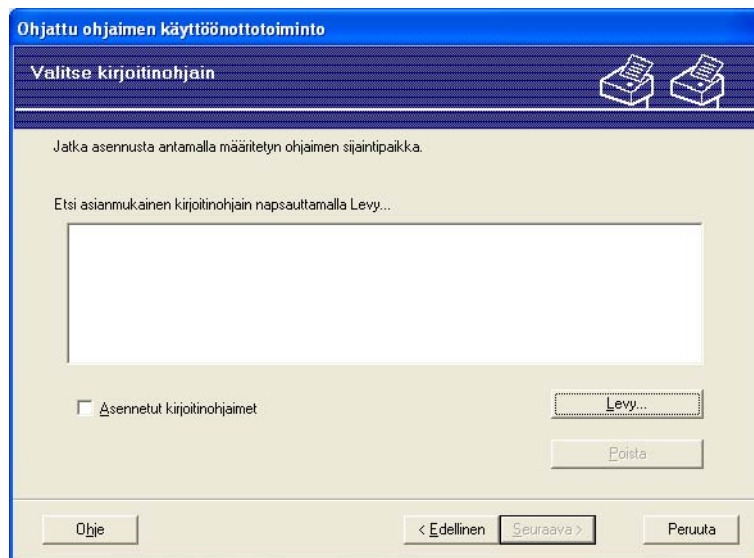 Ohjattu ohjaimen käyttöönottotoiminto
Valitse kirjoitinohjain
Jatka asennusta antamalla määritetyn ohjaimen sijaintipaikka.
Etsi asianmukainen kirjoitinohjain napsauttamalla Levy...
Asennetut kirjoitinohjaimet
Levy...
Poista
Ohje
< Edellinen
Seuraava >
Peruuta